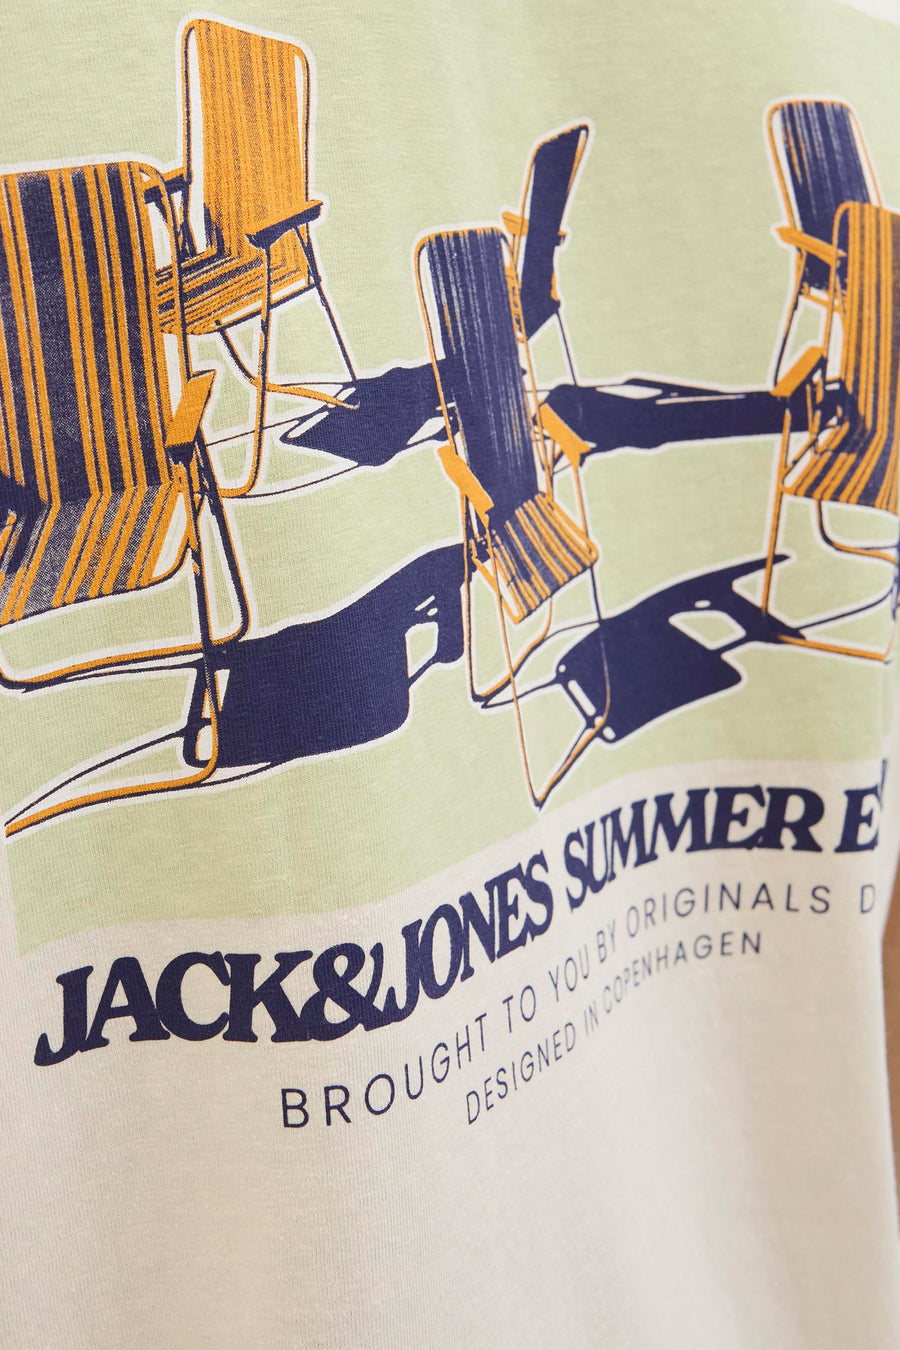 JACK&JONES SUMMER E
BROUGHT TO YOU BY ORIGINALS D
DESIGNED IN COPENHAGEN